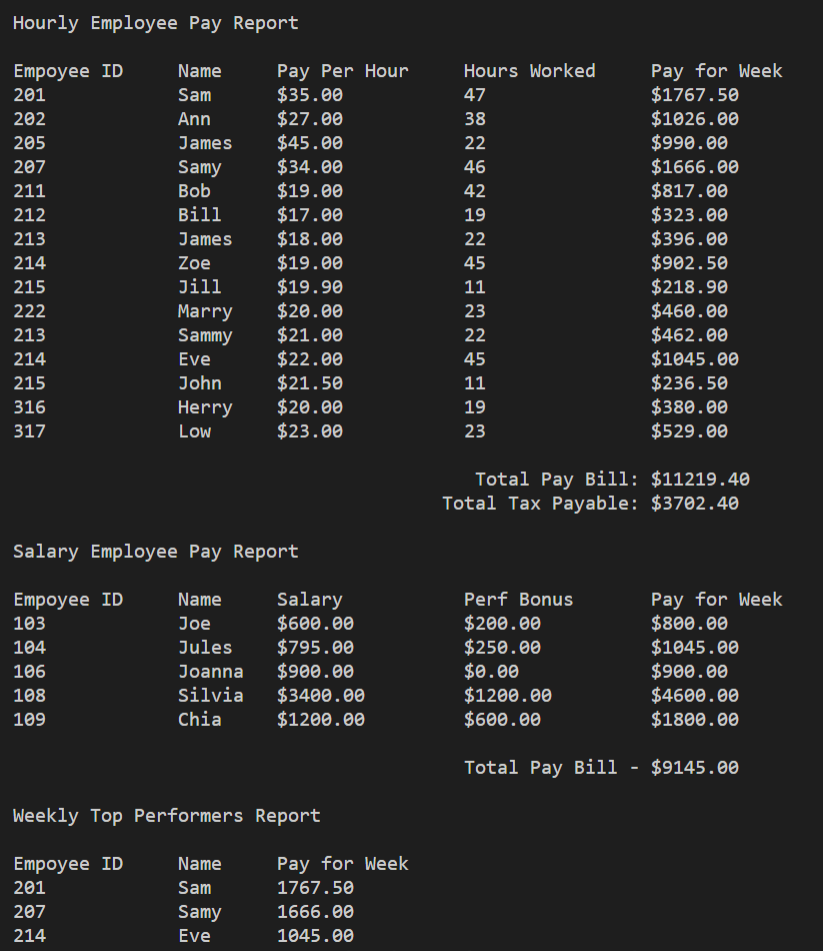 Hourly Employee Pay Report
Empoyee ID Name Pay Per Hour Hours Worked Pay for Week
201 Sam $35.00 47 $1767.50
202 Ann $27.00 38 $1026.00
205 James $45.00 22 $990.00
207 Samy $34.00 46 $1666.00
211 Bob $19.00 42 $817.00
212 Bill $17.00 19 $323.00
213 James $18.00 22 $396.00
214 Zoe $19.00 45 $902.50
215 Jill $19.90 11 $218.90
222 Marry $20.00 23 $460.00
213 Sammy $21.00 22 $462.00
214 Eve $22.00 45 $1045.00
215 John $21.50 11 $236.50
316 Herry $20.00 19 $380.00
317 Low $23.00 23 $529.00
Total Pay Bill: $11219.40
Total Tax Payable: $3702.40
Salary Employee Pay Report
Empoyee ID Name Salary Perf Bonus Pay for Week
103 Joe $600.00 $200.00 $800.00
104 Jules $795.00 $250.00 $1045.00
106 Joanna $900.00 $0.00 $900.00
108 Silvia $3400.00 $1200.00 $4600.00
109 Chia $1200.00 $600.00 $1800.00
Total Pay Bill - $9145.00
Weekly Top Performers Report
Empoyee ID Name Pay for Week
201 Sam 1767.50
207 Samy 1666.00
214 Eve 1045.00